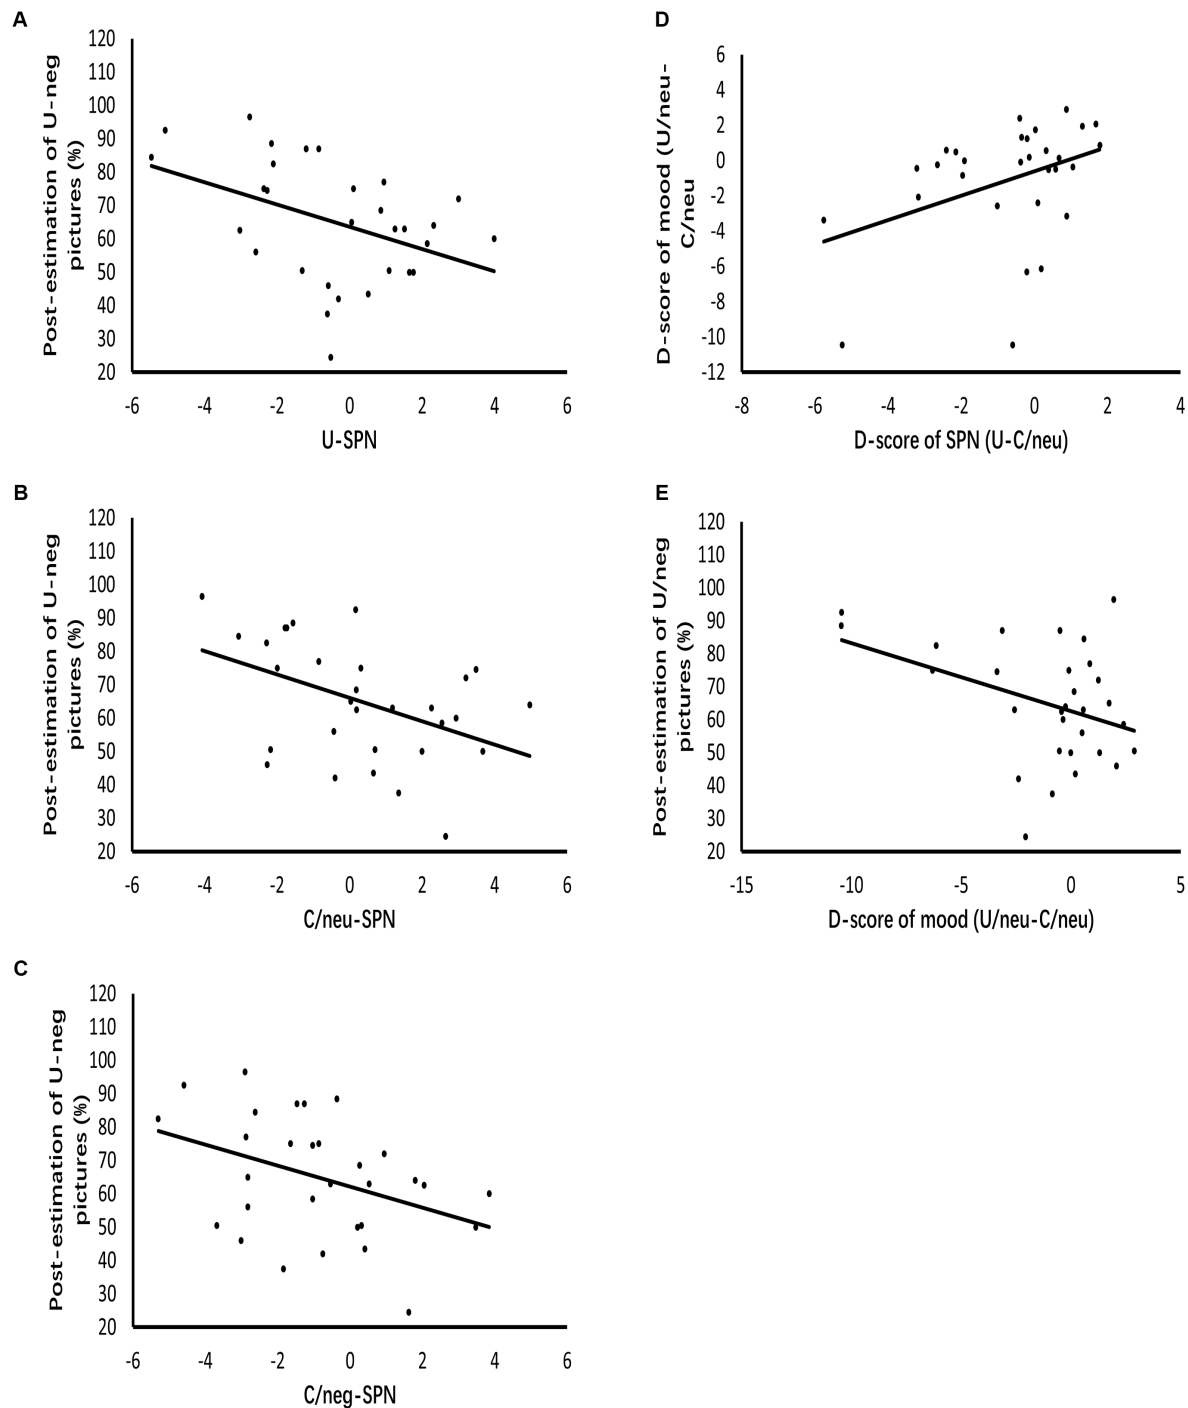 A
Post-estimation of U-neg
pictures (%)
120
110
100
90
80
70
60
50
40
30
20
-6 -4 -2 0 2 4 6
U-SPN
D
D-score of mood (U/neu-
C/neu
6
4
2
0
-2
-4
-6
-8
-10
-12
-8 -6 -4 -2 0 2 4
D-score of SPN (U-C/neu)
B
Post-estimation of U-neg
pictures (%)
120
110
100
90
80
70
60
50
40
30
20
-6 -4 -2 0 2 4 6
C/neu-SPN
E
Post-estimation of U/neg
pictures (%)
120
110
100
90
80
70
60
50
40
30
20
-15 -10 -5 0 5
D-score of mood (U/neu-C/neu)
C
Post-estimation of U-neg
pictures (%)
120
110
100
90
80
70
60
50
40
30
20
-6 -4 -2 0 2 4 6
C/neg-SPN